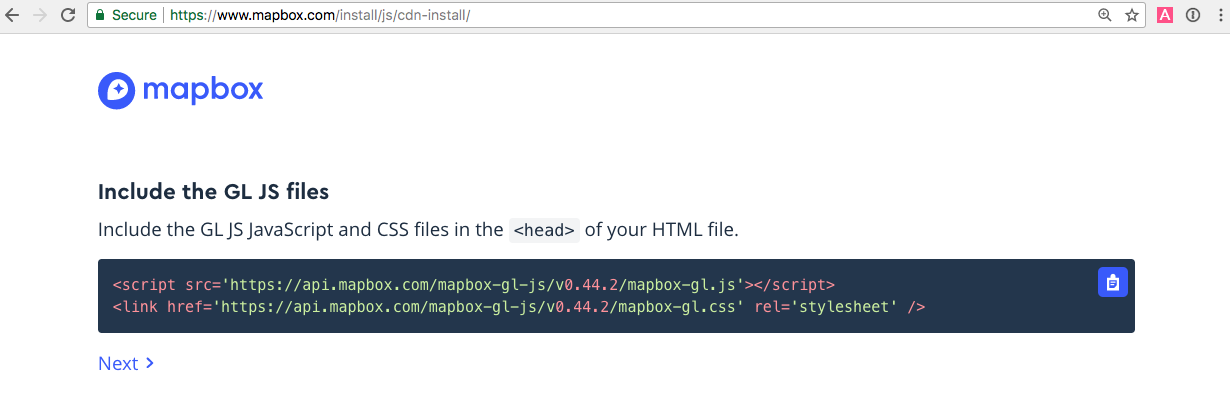 Secure https://www.mapbox.com/install/js/cdn-install/
A
mapbox
Include the GL JS files
Include the GL JS JavaScript and CSS files in the <head> of your HTML file.
<script src='https://api.mapbox.com/mapbox-gl-js/v0.44.2/mapbox-gl.js'></script>
<link href='https://api.mapbox.com/mapbox-gl-js/v0.44.2/mapbox-gl.css' rel='stylesheet' />
Next